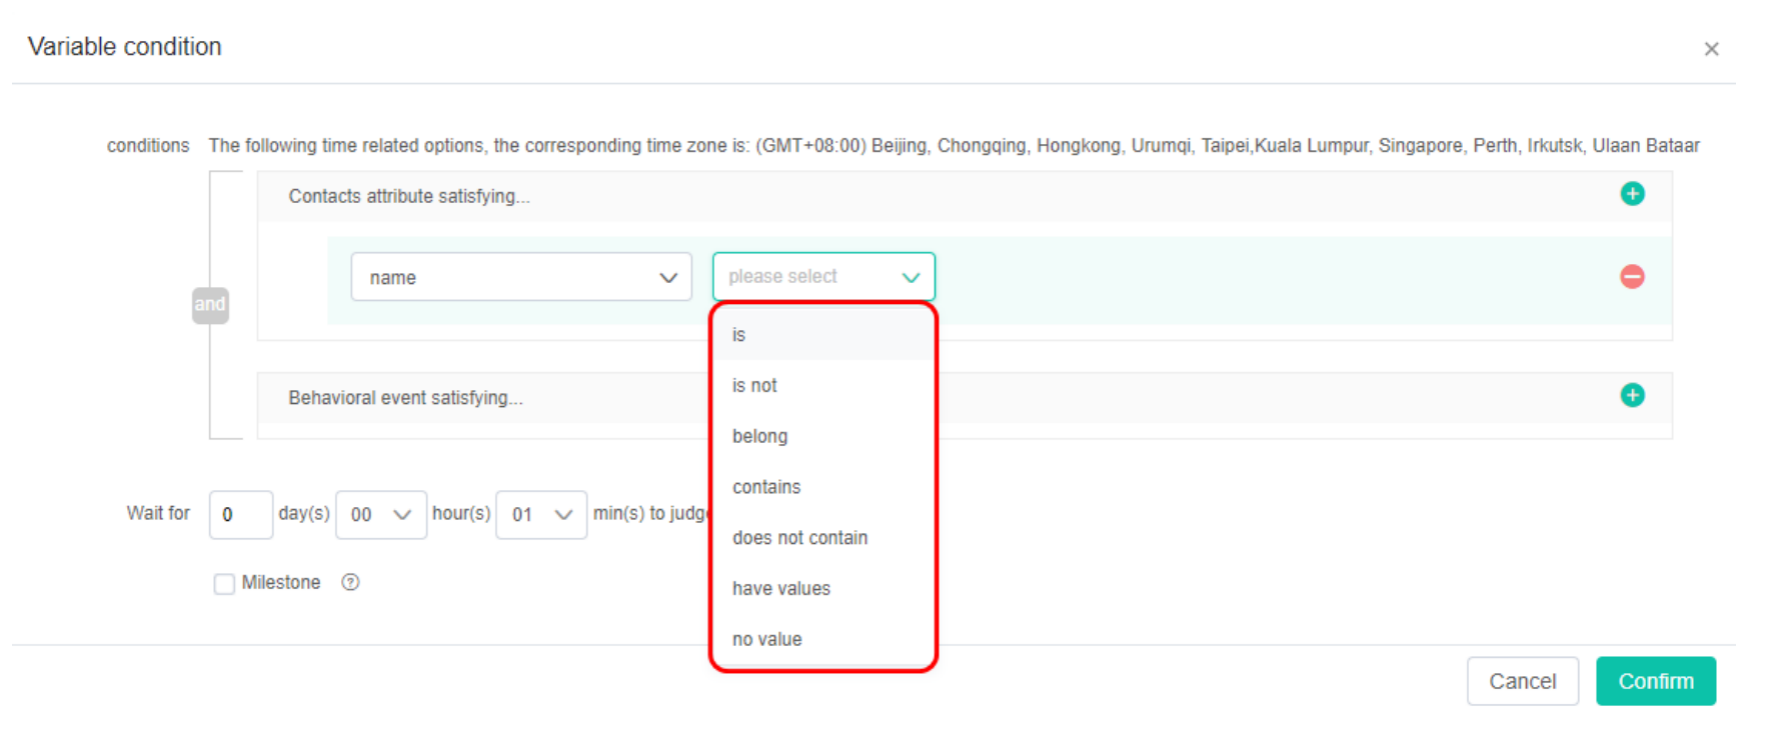 Variable condition
conditions The following time related options, the corresponding time zone is: (GMT+08:00) Beijing, Chongqing, Hongkong, Urumqi, Taipei,Kuala Lumpur, Singapore, Perth, Irkutsk, Ulaan Bataar
Contacts attribute satisfying...
name please select
and
is
is not
Behavioral event satisfying...
belong
contains
Wait for 0 day(s) 00 hour(s) 01 min(s) to judg
does not contain
Milestone
have values
no value
Cancel Confirm